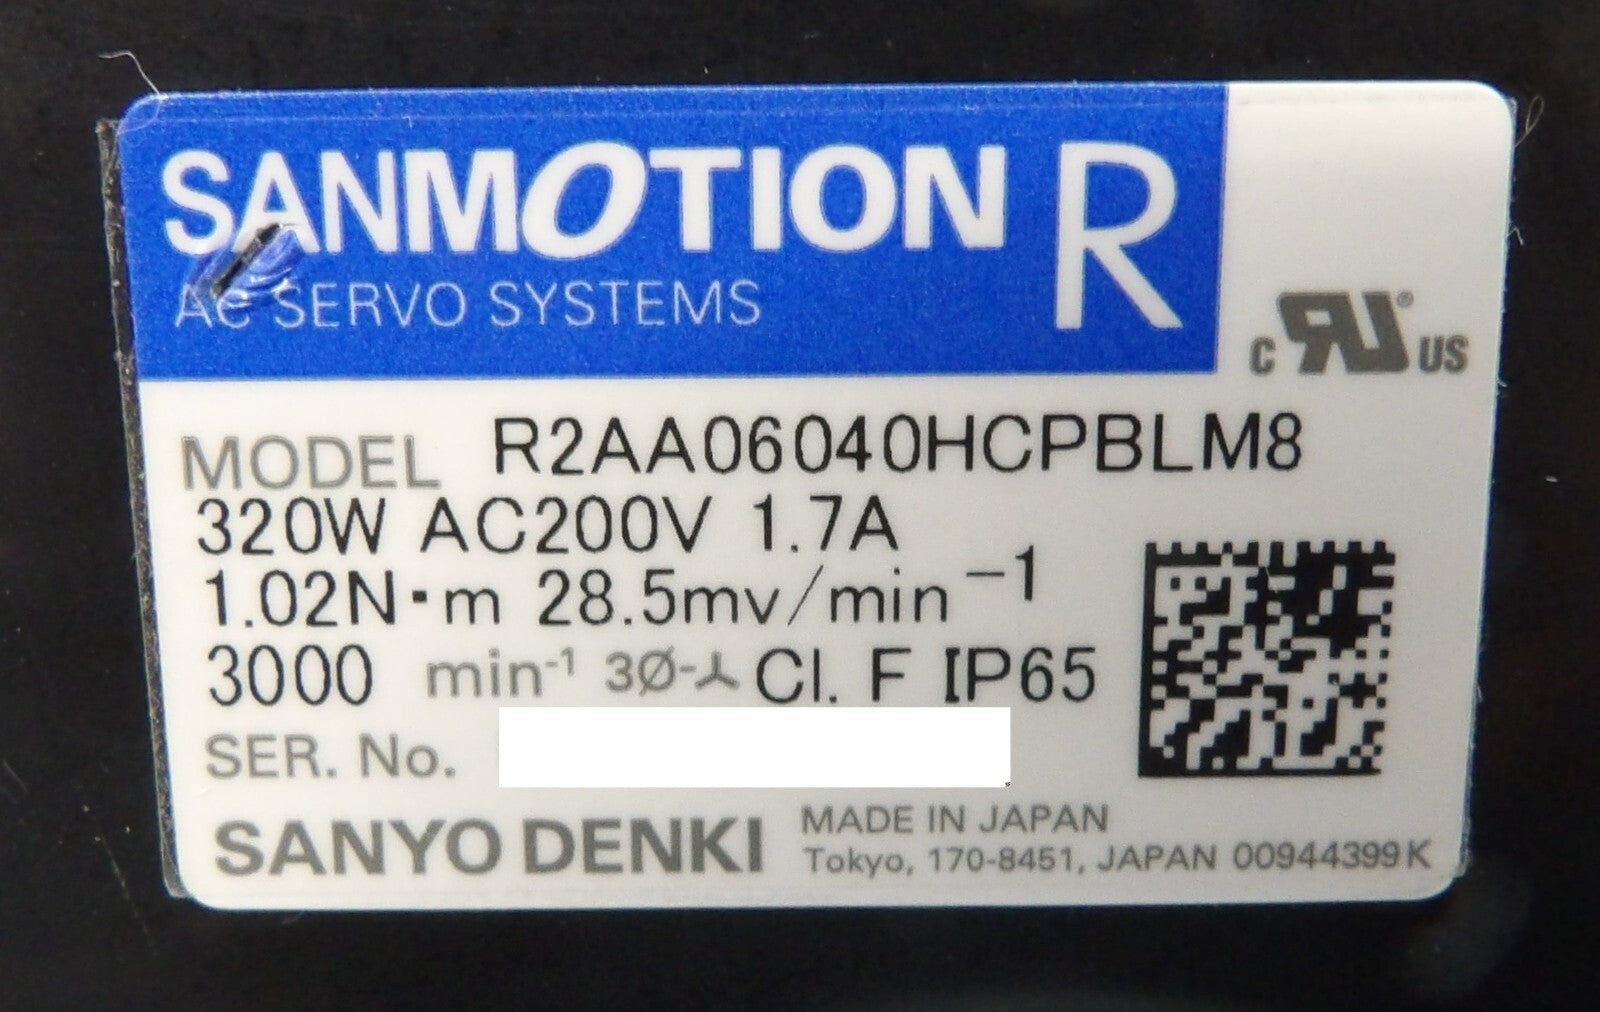 SANMOTION R
AC SERVO SYSTEMS
c RU® US
MODEL R2AA06040HCPBLM8
320W AC200V 1.7A
1.02N・m 28.5mv/min⁻¹
3000 min⁻¹ 3Ø-⅄ Cl. F IP65
SER. No.
SANYO DENKI
MADE IN JAPAN
Tokyo, 170-8451, JAPAN 00944399K